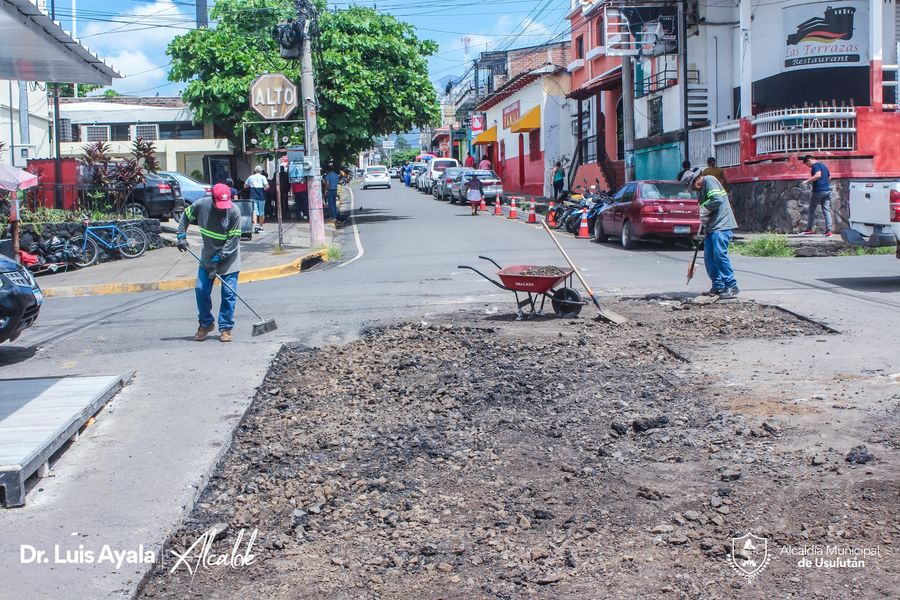 las Terrazas
Restaurant
ALTO
Dr. Luis Ayala
Alcalde
Alcaldía Municipal
de Usulután